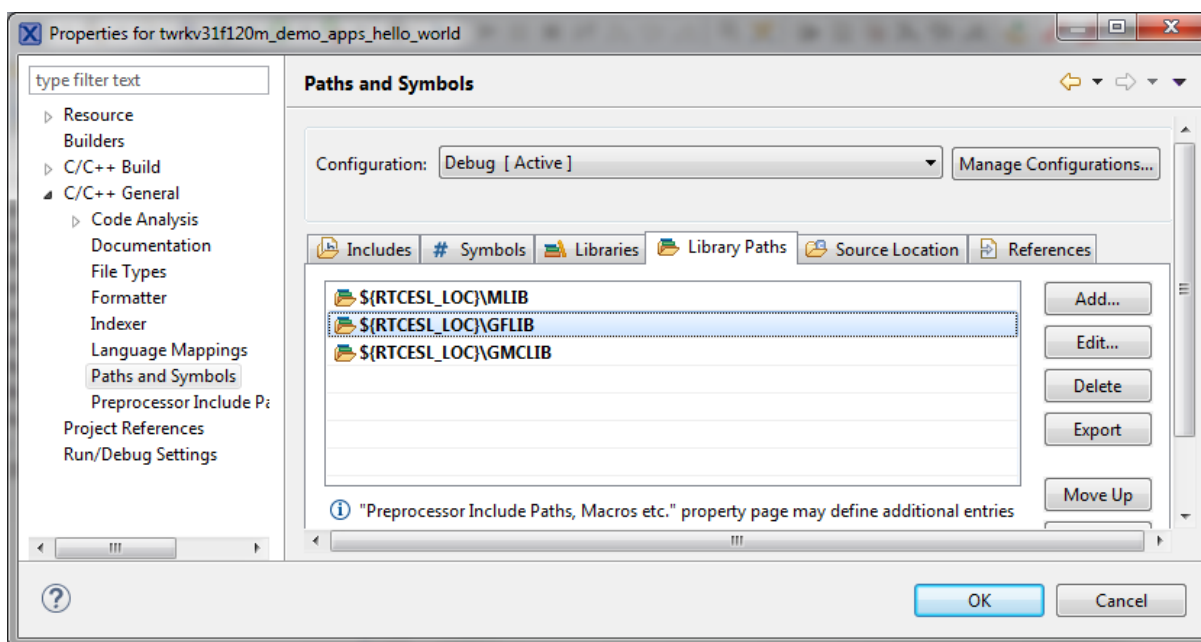 Properties for twrkv31f120m_demo_apps_hello_world
type filter text
Resource
Builders
C/C++ Build
C/C++ General
Code Analysis
Documentation
File Types
Formatter
Indexer
Language Mappings
Paths and Symbols
Preprocessor Include Pa
Project References
Run/Debug Settings
Paths and Symbols
Configuration: Debug [ Active ] Manage Configurations...
Includes # Symbols Libraries Library Paths Source Location References
${RTCESL_LOC}\MLIB
${RTCESL_LOC}\GFLIB
${RTCESL_LOC}\GMCLIB
Add...
Edit...
Delete
Export
Move Up
"Preprocessor Include Paths, Macros etc." property page may define additional entries
OK Cancel